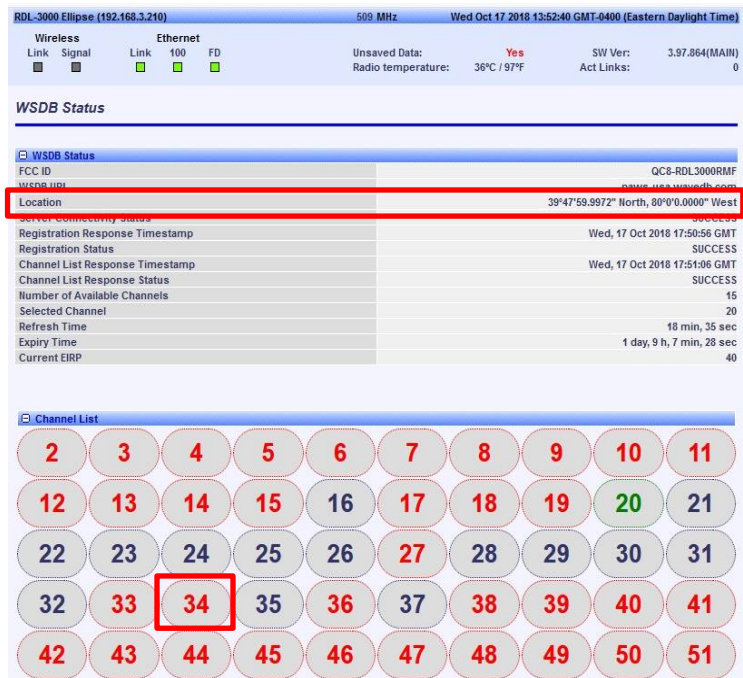 RDL-3000 Ellipse (192.168.3.210) 509 MHz Wed Oct 17 2018 13:52:40 GMT-0400 (Eastern Daylight Time)
Wireless Ethernet
Link Signal Link 100 FD Unsaved Data: Yes SW Ver: 3.97.864(MAIN)
Radio temperature: 36°C / 97°F Act Links: 0
WSDB Status
WSDB Status
FCC ID QC8-RDL3000RMF
WSDB URL paws-usa.wavedb.com
Location 39°47'59.9972" North, 80°0'0.0000" West
Server Connectivity Status SUCCESS
Registration Response Timestamp Wed, 17 Oct 2018 17:50:56 GMT
Registration Status SUCCESS
Channel List Response Timestamp Wed, 17 Oct 2018 17:51:06 GMT
Channel List Response Status SUCCESS
Number of Available Channels 15
Selected Channel 20
Refresh Time 18 min, 35 sec
Expiry Time 1 day, 9 h, 7 min, 28 sec
Current EIRP 40
Channel List
2 3 4 5 6 7 8 9 10 11
12 13 14 15 16 17 18 19 20 21
22 23 24 25 26 27 28 29 30 31
32 33 34 35 36 37 38 39 40 41
42 43 44 45 46 47 48 49 50 51